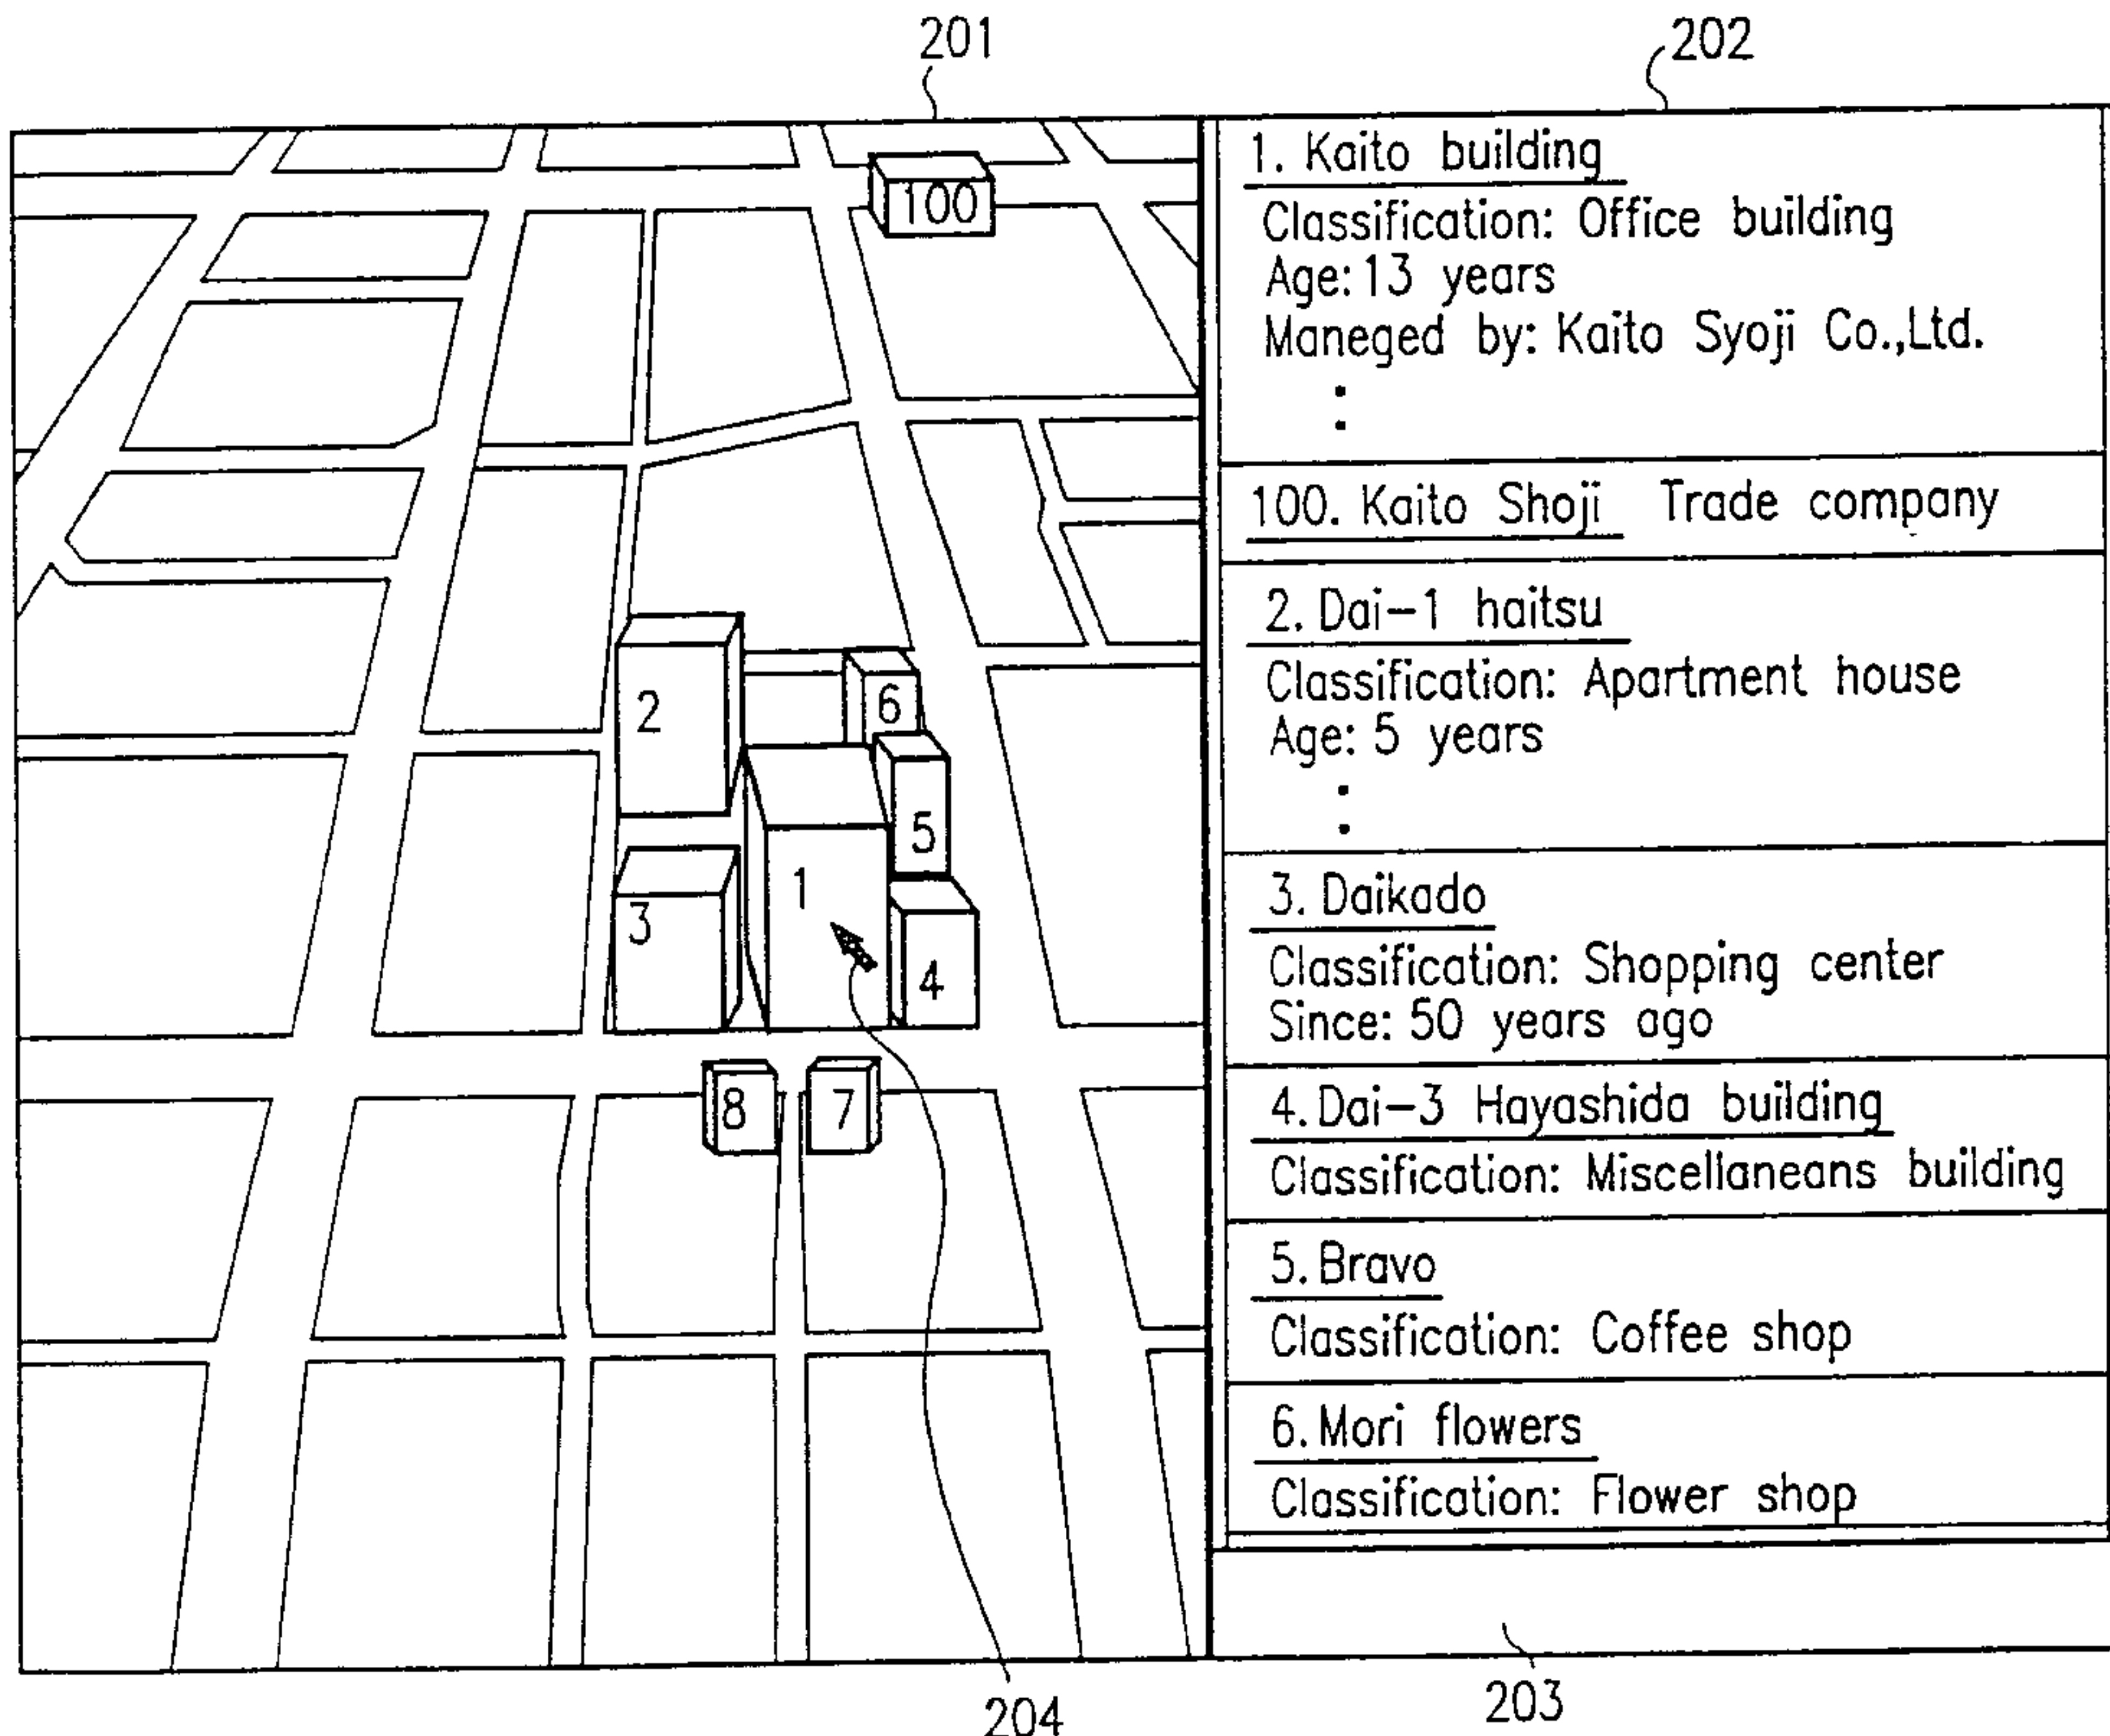 201
202
100
2
6
5
1
3
4
8
7
1. Kaito building
Classification: Office building
Age: 13 years
Maneged by: Kaito Syoji Co.,Ltd.
:
100. Kaito Shoji Trade company
2. Dai-1 haitsu
Classification: Apartment house
Age: 5 years
:
3. Daikado
Classification: Shopping center
Since: 50 years ago
4. Dai-3 Hayashida building
Classification: Miscellaneans building
5. Bravo
Classification: Coffee shop
6. Mori flowers
Classification: Flower shop
204
203